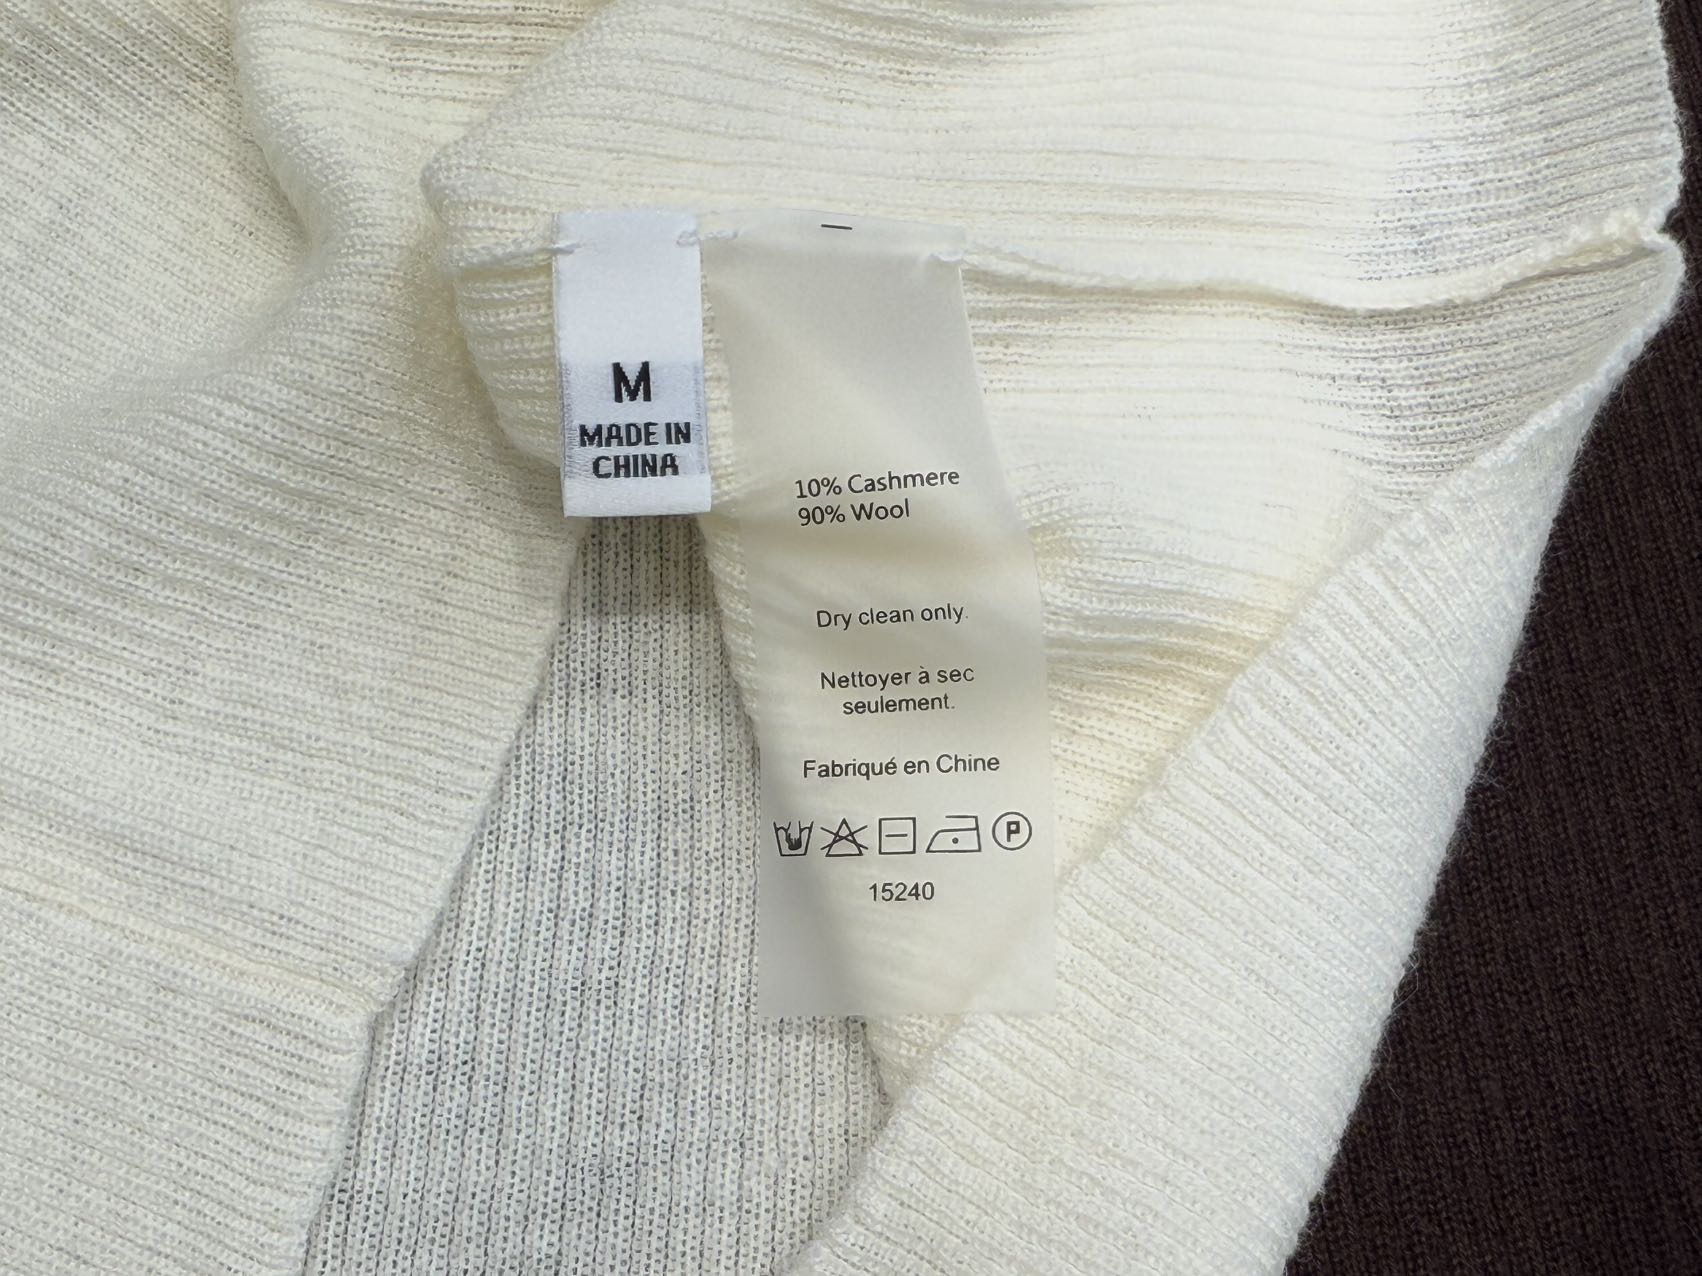 M
MADE IN
CHINA
10% Cashmere
90% Wool
Dry clean only.
Nettoyer à sec
seulement.
Fabriqué en Chine
P
15240